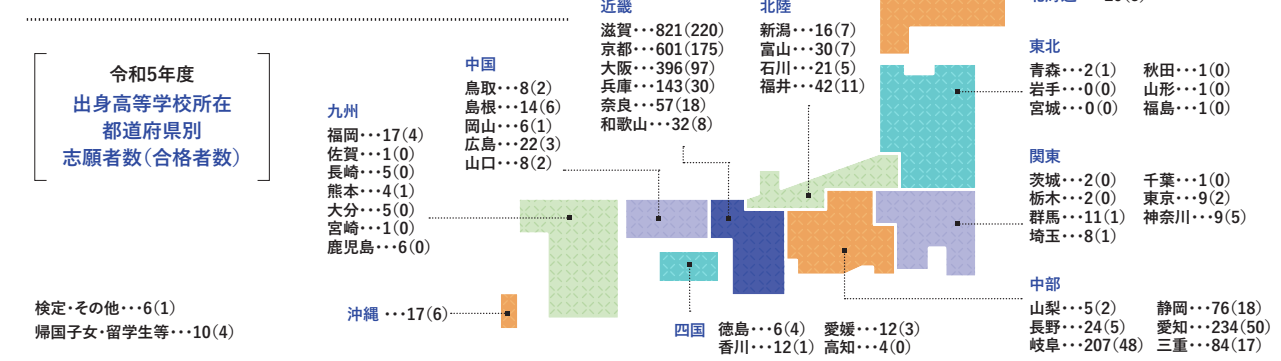 令和5年度
出身高等学校所在
都道府県別
志願者数(合格者数)
検定・その他・・・6(1)
帰国子女・留学生等・・・10(4)
九州
福岡・・・17(4)
佐賀・・・1(0)
長崎・・・5(0)
熊本・・・4(1)
大分・・・5(0)
宮崎・・・1(0)
鹿児島・・・6(0)
沖縄・・・17(6)
中国
鳥取・・・8(2)
島根・・・14(6)
岡山・・・6(1)
広島・・・22(3)
山口・・・8(2)
近畿
滋賀・・・821(220)
京都・・・601(175)
大阪・・・396(97)
兵庫・・・143(30)
奈良・・・57(18)
和歌山・・・32(8)
四国
徳島・・・6(4) 愛媛・・・12(3)
香川・・・12(1) 高知・・・4(0)
北陸
新潟・・・16(7)
富山・・・30(7)
石川・・・21(5)
福井・・・42(11)
東北
青森・・・2(1) 秋田・・・1(0)
岩手・・・0(0) 山形・・・1(0)
宮城・・・0(0) 福島・・・1(0)
関東
茨城・・・2(0) 千葉・・・1(0)
栃木・・・2(0) 東京・・・9(2)
群馬・・・11(1) 神奈川・・・9(5)
埼玉・・・8(1)
中部
山梨・・・5(2) 静岡・・・76(18)
長野・・・24(5) 愛知・・・234(50)
岐阜・・・207(48) 三重・・・84(17)